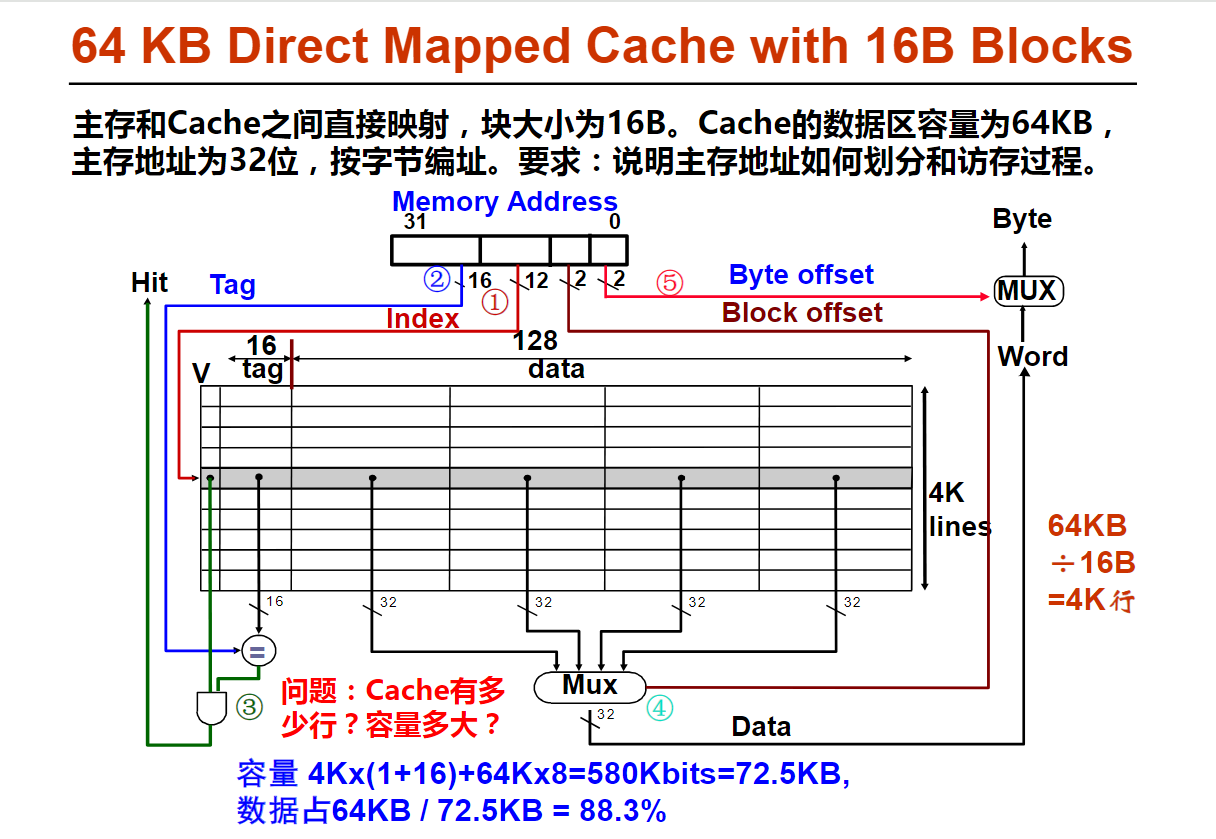 64 KB Direct Mapped Cache with 16B Blocks
主存和Cache之间直接映射，块大小为16B。Cache的数据区容量为64KB，
主存地址为32位，按字节编址。要求：说明主存地址如何划分和访存过程。
Memory Address
31 0
Byte
Hit
Tag
② 16
① 12
2
2
⑤
Byte offset
MUX
Index
Block offset
Word
V
16
tag
128
data
4K
lines
64KB
÷16B
=4K行
16
32
32
32
32
=
③
问题：Cache有多
少行？容量多大？
Mux
④
32
Data
容量 4Kx(1+16)+64Kx8=580Kbits=72.5KB,
数据占64KB / 72.5KB = 88.3%